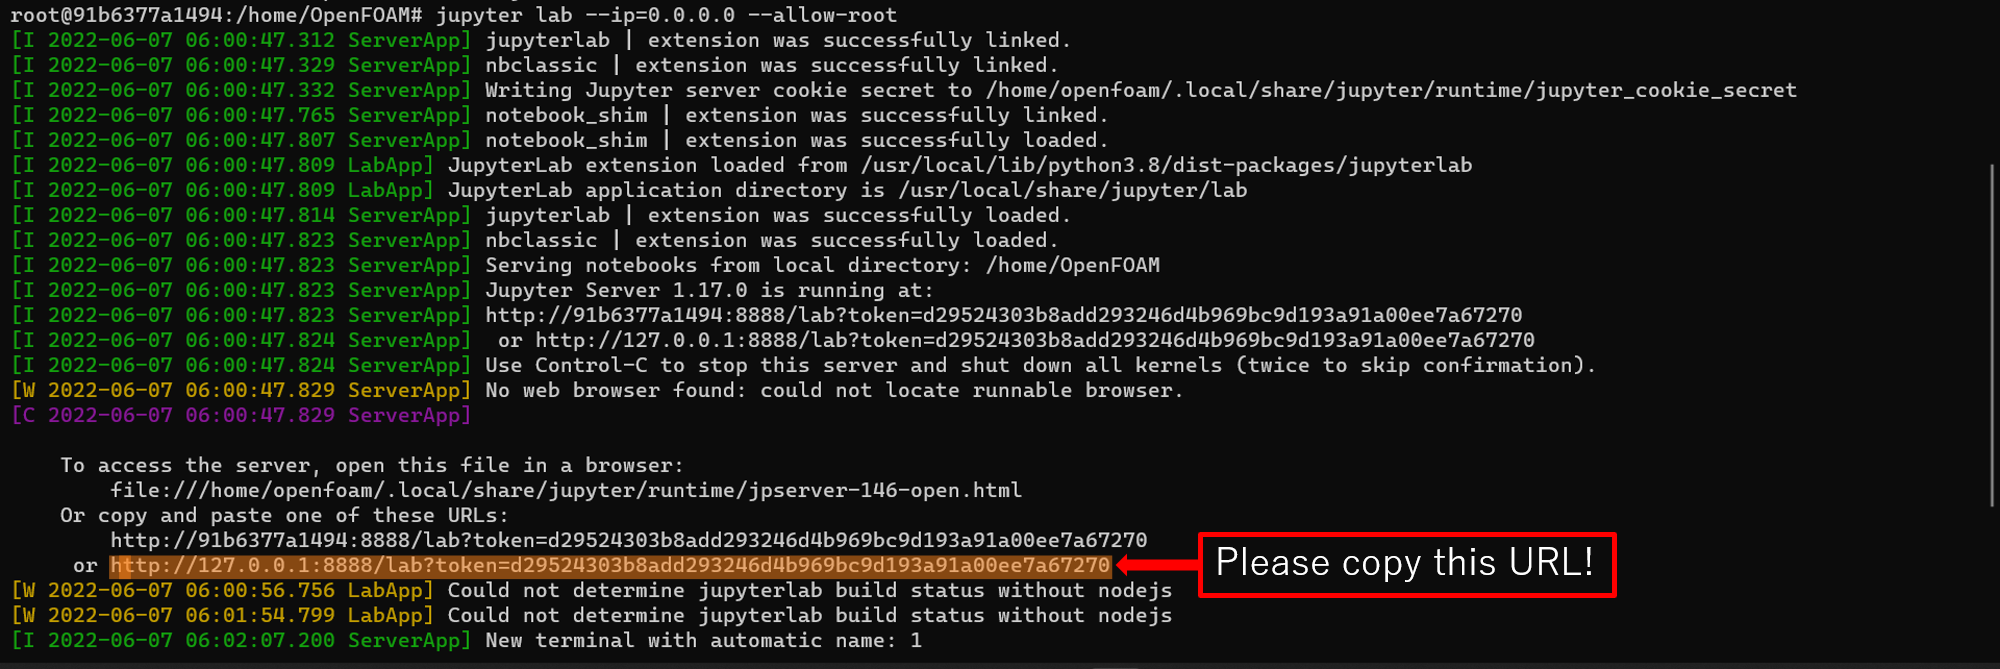 root@91b6377a1494:/home/OpenFOAM# jupyter lab --ip=0.0.0.0 --allow-root
[I 2022-06-07 06:00:47.312 ServerApp] jupyterlab | extension was successfully linked.
[I 2022-06-07 06:00:47.329 ServerApp] nbclassic | extension was successfully linked.
[I 2022-06-07 06:00:47.332 ServerApp] Writing Jupyter server cookie secret to /home/openfoam/.local/share/jupyter/runtime/jupyter_cookie_secret
[I 2022-06-07 06:00:47.765 ServerApp] notebook_shim | extension was successfully linked.
[I 2022-06-07 06:00:47.807 ServerApp] notebook_shim | extension was successfully loaded.
[I 2022-06-07 06:00:47.809 LabApp] JupyterLab extension loaded from /usr/local/lib/python3.8/dist-packages/jupyterlab
[I 2022-06-07 06:00:47.809 LabApp] JupyterLab application directory is /usr/local/share/jupyter/lab
[I 2022-06-07 06:00:47.814 ServerApp] jupyterlab | extension was successfully loaded.
[I 2022-06-07 06:00:47.823 ServerApp] nbclassic | extension was successfully loaded.
[I 2022-06-07 06:00:47.823 ServerApp] Serving notebooks from local directory: /home/OpenFOAM
[I 2022-06-07 06:00:47.823 ServerApp] Jupyter Server 1.17.0 is running at:
[I 2022-06-07 06:00:47.823 ServerApp] http://91b6377a1494:8888/lab?token=d29524303b8add293246d4b969bc9d193a91a00ee7a67270
[I 2022-06-07 06:00:47.824 ServerApp]  or http://127.0.0.1:8888/lab?token=d29524303b8add293246d4b969bc9d193a91a00ee7a67270
[I 2022-06-07 06:00:47.824 ServerApp] Use Control-C to stop this server and shut down all kernels (twice to skip confirmation).
[W 2022-06-07 06:00:47.829 ServerApp] No web browser found: could not locate runnable browser.
[C 2022-06-07 06:00:47.829 ServerApp]
To access the server, open this file in a browser:
file:///home/openfoam/.local/share/jupyter/runtime/jpserver-146-open.html
Or copy and paste one of these URLs:
http://91b6377a1494:8888/lab?token=d29524303b8add293246d4b969bc9d193a91a00ee7a67270
or http://127.0.0.1:8888/lab?token=d29524303b8add293246d4b969bc9d193a91a00ee7a67270
Please copy this URL!
[W 2022-06-07 06:00:56.756 LabApp] Could not determine jupyterlab build status without nodejs
[W 2022-06-07 06:01:54.799 LabApp] Could not determine jupyterlab build status without nodejs
[I 2022-06-07 06:02:07.200 ServerApp] New terminal with automatic name: 1